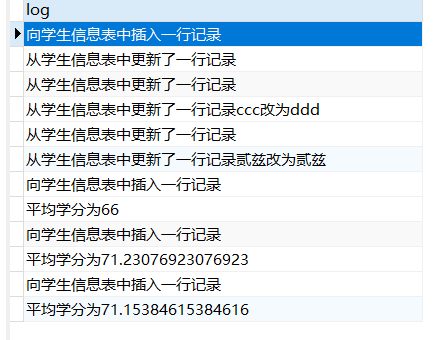 log
向学生信息表中插入一行记录
从学生信息表中更新了一行记录
从学生信息表中更新了一行记录
从学生信息表中更新了一行记录ccc改为ddd
从学生信息表中更新了一行记录
从学生信息表中更新了一行记录贰兹改为贰兹
向学生信息表中插入一行记录
平均学分为66
向学生信息表中插入一行记录
平均学分为71.23076923076923
向学生信息表中插入一行记录
平均学分为71.15384615384616